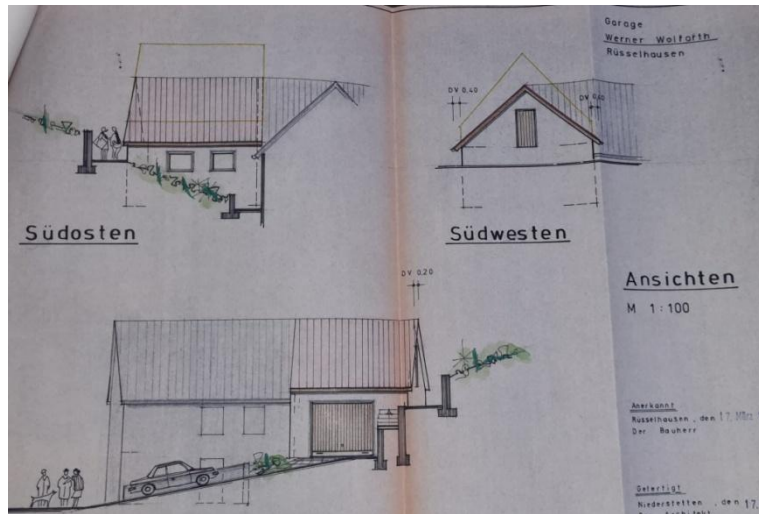 Garage
Werner Wolfarth
Rüsselhausen
DV 0,40
DV 0,40
Südosten
Südwesten
DV 0,20
Ansichten
M 1:100
Anerkannt
Rüsselhausen, den 17. März
Der Bauherr
Gefertigt
Niederstetten, den 17.